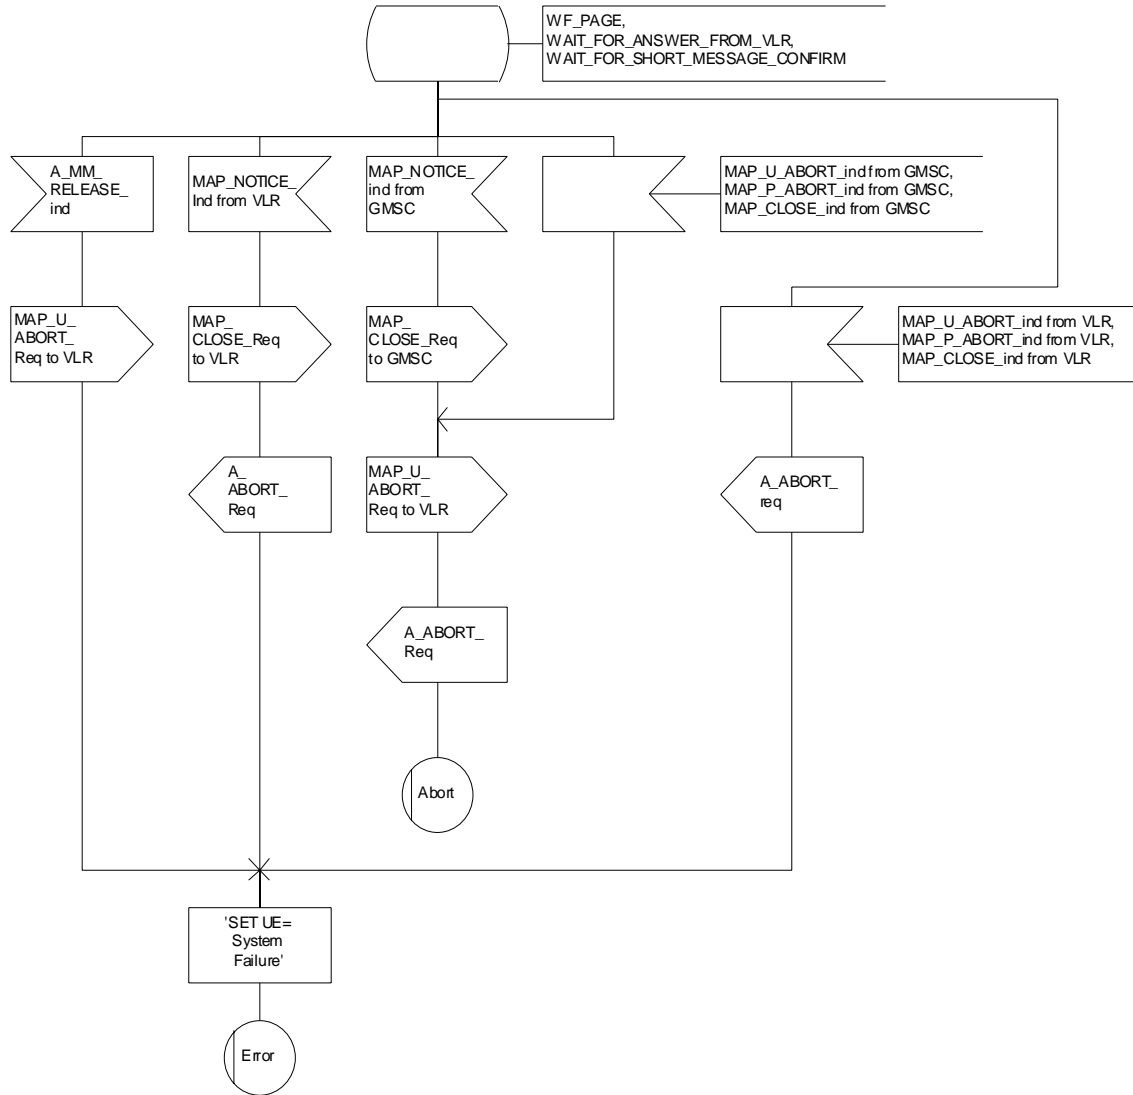 WF_PAGE,
WAIT_FOR_ANSWER_FROM_VLR,
WAIT_FOR_SHORT_MESSAGE_CONFIRM
A_MM_
RELEASE_
ind
MAP_NOTICE_
Ind from VLR
MAP_NOTICE_
ind from
GMSC
MAP_U_ABORT_ind from GMSC,
MAP_P_ABORT_ind from GMSC,
MAP_CLOSE_ind from GMSC
MAP_U_
ABORT_
Req to VLR
MAP_
CLOSE_Req
to VLR
MAP_
CLOSE_Req
to GMSC
MAP_U_ABORT_ind from VLR,
MAP_P_ABORT_ind from VLR,
MAP_CLOSE_ind from VLR
A_
ABORT_
Req
MAP_U_
ABORT_
Req to VLR
A_ABORT_
req
A_ABORT_
Req
Abort
'SET UE=
System
Failure'
Error